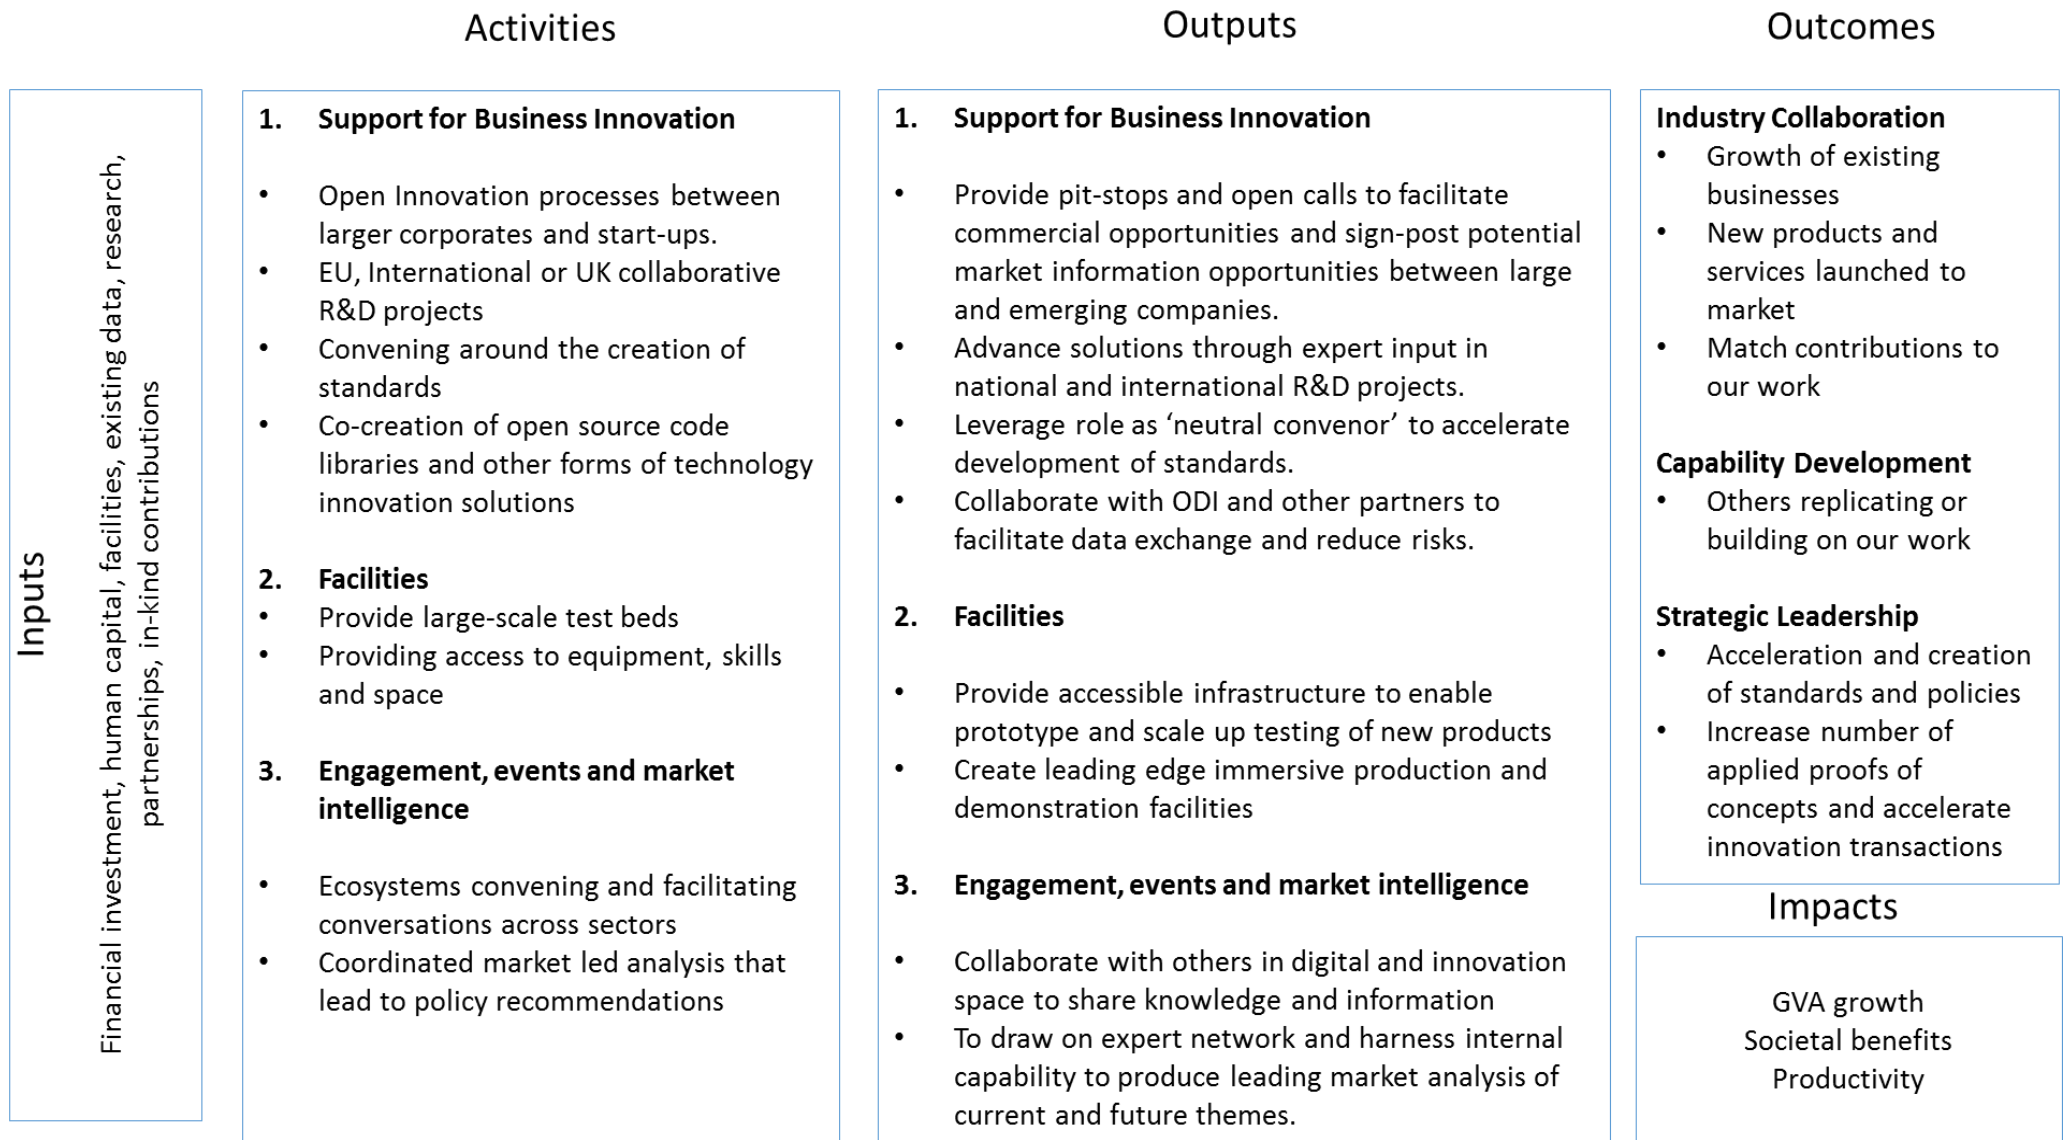 Activities
Outputs
Outcomes
Inputs
Financial investment, human capital, facilities, existing data, research,
partnerships, in-kind contributions
1. Support for Business Innovation
• Open Innovation processes between
larger corporates and start-ups.
• EU, International or UK collaborative
R&D projects
• Convening around the creation of
standards
• Co-creation of open source code
libraries and other forms of technology
innovation solutions
2. Facilities
• Provide large-scale test beds
• Providing access to equipment, skills
and space
3. Engagement, events and market
intelligence
• Ecosystems convening and facilitating
conversations across sectors
• Coordinated market led analysis that
lead to policy recommendations
1. Support for Business Innovation
• Provide pit-stops and open calls to facilitate
commercial opportunities and sign-post potential
market information opportunities between large
and emerging companies.
• Advance solutions through expert input in
national and international R&D projects.
• Leverage role as ‘neutral convenor’ to accelerate
development of standards.
• Collaborate with ODI and other partners to
facilitate data exchange and reduce risks.
2. Facilities
• Provide accessible infrastructure to enable
prototype and scale up testing of new products
• Create leading edge immersive production and
demonstration facilities
3. Engagement, events and market intelligence
• Collaborate with others in digital and innovation
space to share knowledge and information
• To draw on expert network and harness internal
capability to produce leading market analysis of
current and future themes.
Industry Collaboration
• Growth of existing
businesses
• New products and
services launched to
market
• Match contributions to
our work
Capability Development
• Others replicating or
building on our work
Strategic Leadership
• Acceleration and creation
of standards and policies
• Increase number of
applied proofs of
concepts and accelerate
innovation transactions
Impacts
GVA growth
Societal benefits
Productivity